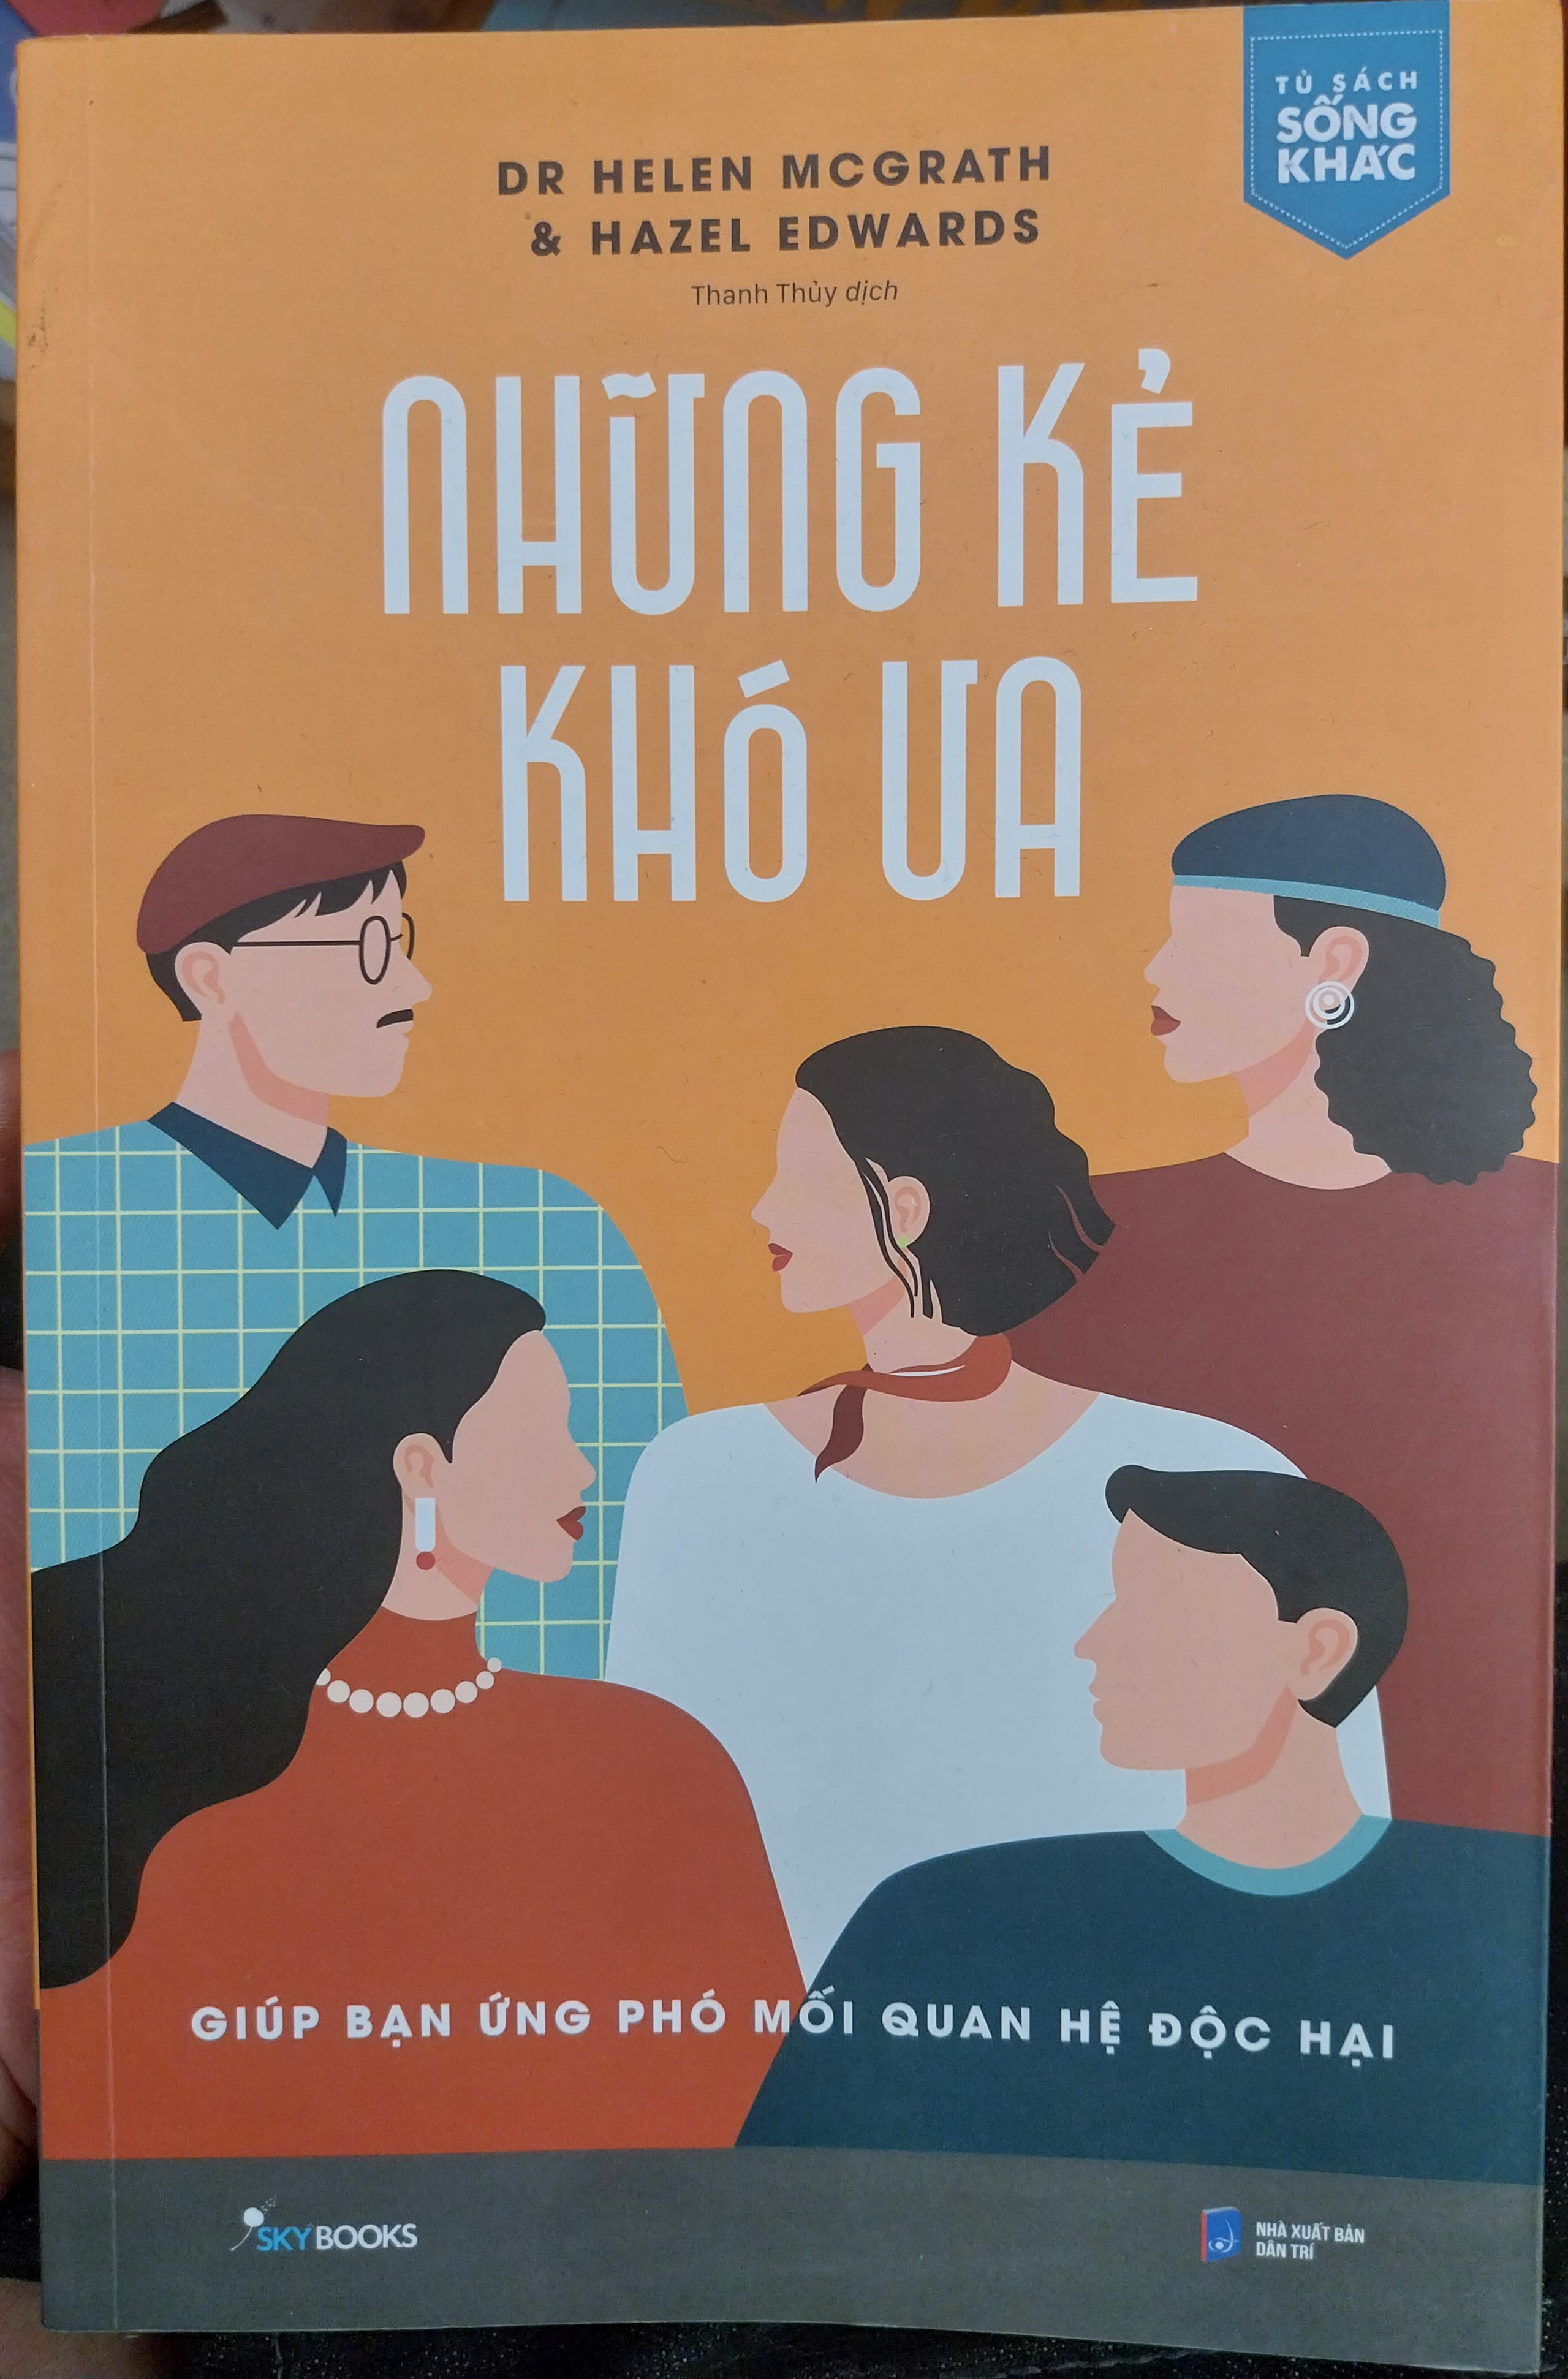 TỦ SÁCH
SỐNG
KHÁC
DR HELEN MCGRATH
& HAZEL EDWARDS
Thanh Thủy dịch
NHỮNG KẺ
KHÓ ƯA
GIÚP BẠN ỨNG PHÓ MỐI QUAN HỆ ĐỘC HẠI
SKYBOOKS
NHÀ XUẤT BẢN
DÂN TRÍ